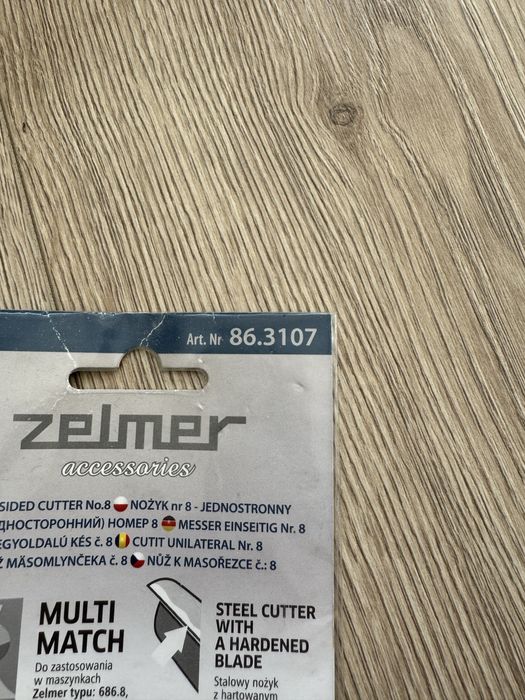 Art. Nr 86.3107
zelmer
accessories
SIDED CUTTER No.8 NOŻYK nr 8 - JEDNOSTRONNY
ДНОСТОРОННИЙ) НОМЕР 8 MESSER EINSEITIG Nr. 8
EGYOLDALÚ KÉS č. 8 CUTIT UNILATERAL Nr. 8
MÄSOMLYNČEKA č. 8 NŮŽ K MASOŘEZCE č.: 8
MULTI
MATCH
Do zastosowania
w maszynkach
Zelmer typu: 686.8,
STEEL CUTTER
WITH
A HARDENED
BLADE
Stalowy nożyk
z hartowanym